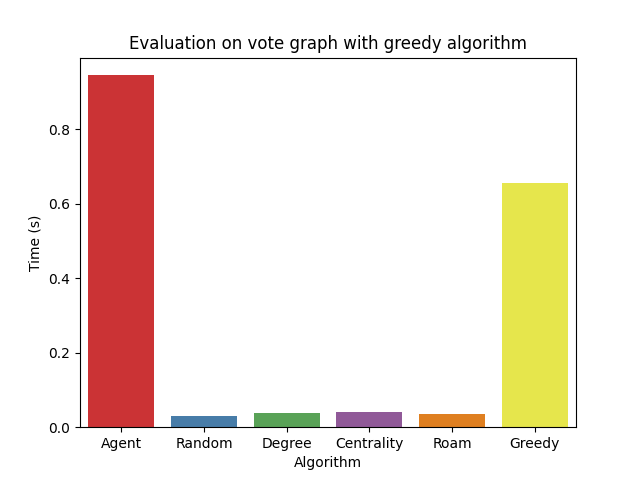 Evaluation on vote graph with greedy algorithm
0.8
0.6
0.4
0.2
0.0
Time (s)
Agent Random Degree Centrality Roam Greedy
Algorithm